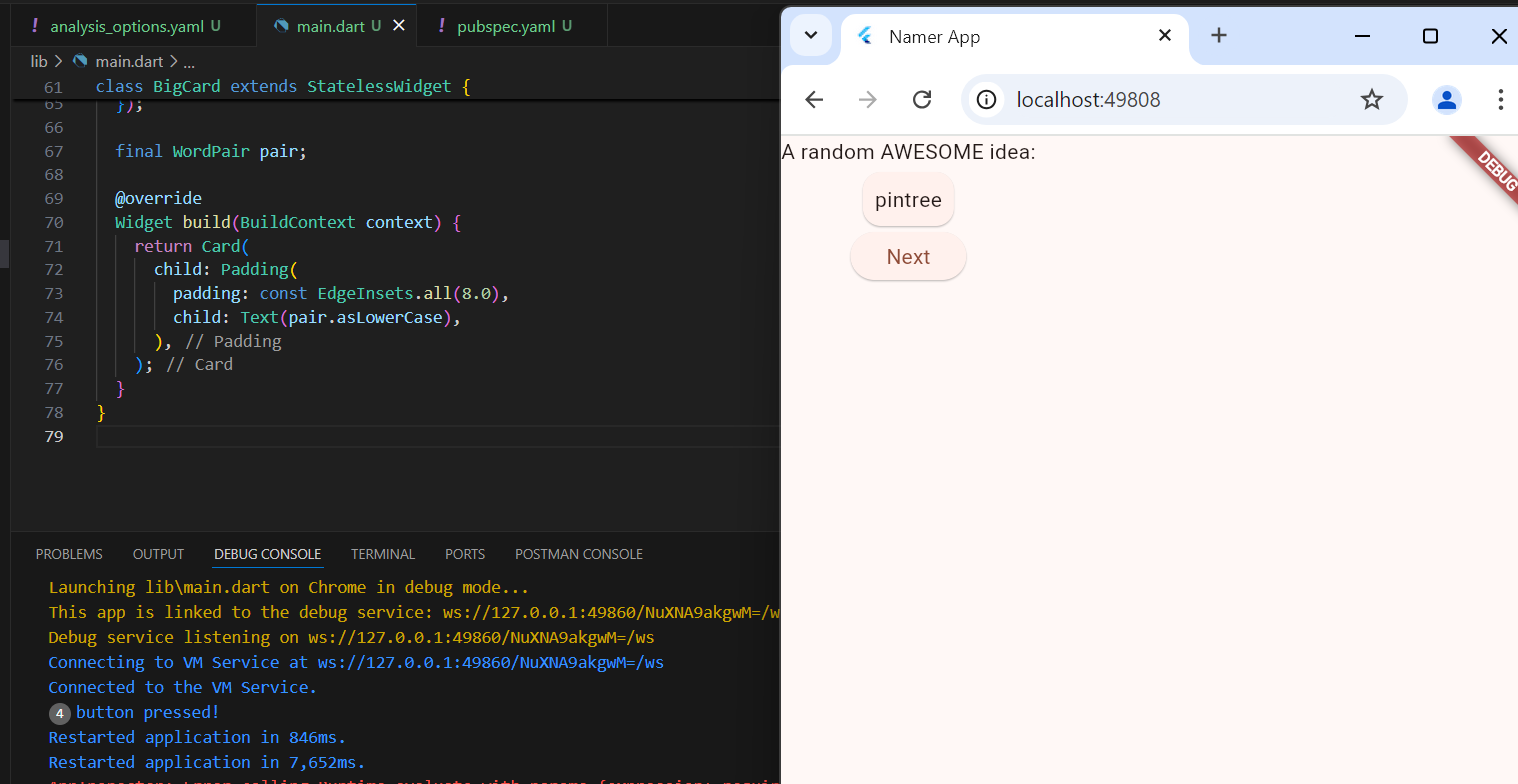 ! analysis_options.yaml U
main.dart U
! pubspec.yaml U
lib > main.dart > ...
61 class BigCard extends StatelessWidget {
65 });
66
67 final WordPair pair;
68
69 @override
70 Widget build(BuildContext context) {
71 return Card(
72 child: Padding(
73 padding: const EdgeInsets.all(8.0),
74 child: Text(pair.asLowerCase),
75 ), // Padding
76 ); // Card
77 }
78 }
79
PROBLEMS OUTPUT DEBUG CONSOLE TERMINAL PORTS POSTMAN CONSOLE
Launching lib\main.dart on Chrome in debug mode...
This app is linked to the debug service: ws://127.0.0.1:49860/NuXNA9akgwM=/w
Debug service listening on ws://127.0.0.1:49860/NuXNA9akgwM=/ws
Connecting to VM Service at ws://127.0.0.1:49860/NuXNA9akgwM=/ws
Connected to the VM Service.
4 button pressed!
Restarted application in 846ms.
Restarted application in 7,652ms.
Namer App
localhost:49808
A random AWESOME idea:
DEBUG
pintree
Next